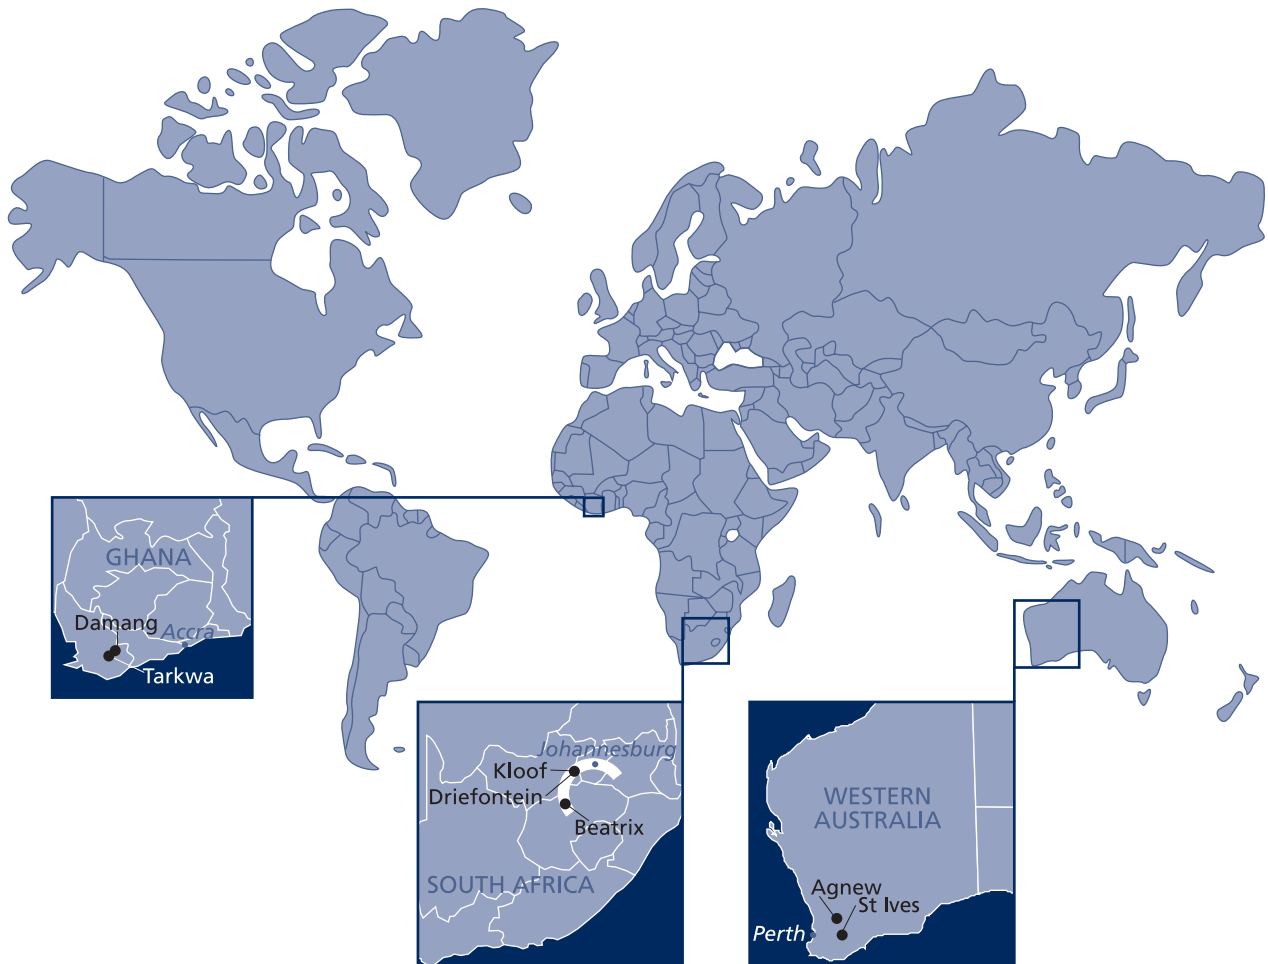 GHANA
Damang
Accra
Tarkwa
Johannesburg
Kloof
Driefontein
Beatrix
SOUTH AFRICA
WESTERN
AUSTRALIA
Agnew
St Ives
Perth